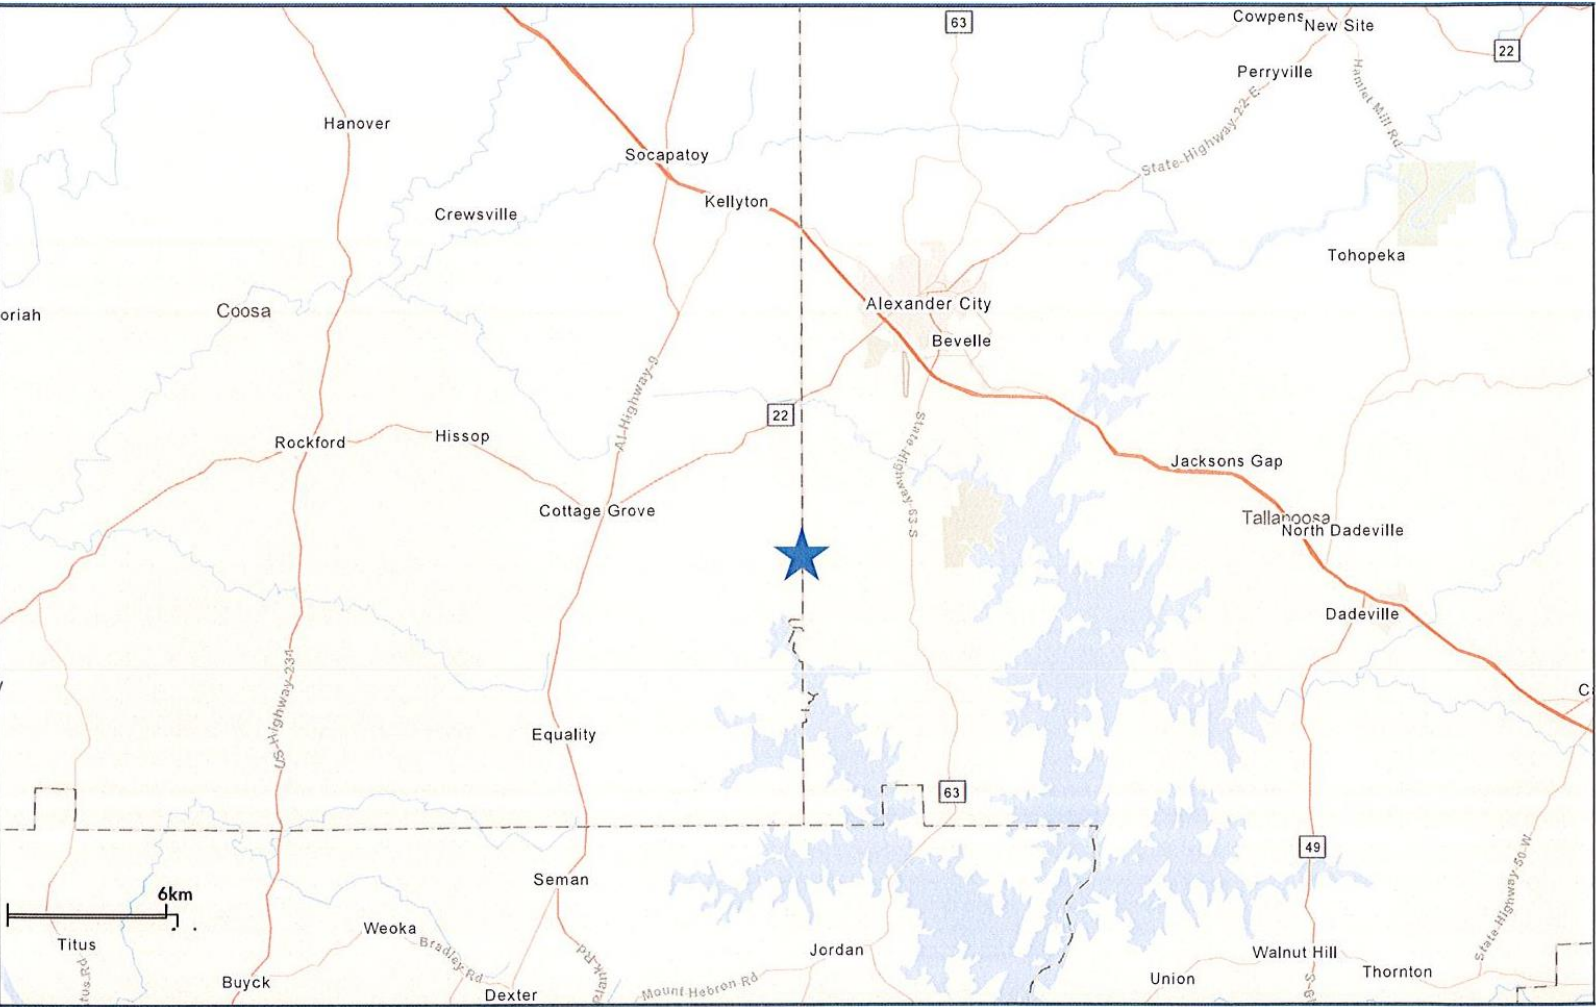 63
Cowpens
New Site
22
Perryville
Hamlet Mill Rd
Hanover
State-Highway-22-E
Socapatoy
Kellyton
Crewsville
Tohopeka
Coosa
oriah
Alexander City
Bevelle
Al-Highway-9
22
Rockford
Hissop
State-Highway-63-S
Jacksons Gap
Cottage Grove
Tallapoosa
North Dadeville
Dadeville
US-Highway-231
C
Equality
63
49
Seman
6km
State-Highway-50-W
Weoka
Titus
Bradley Rd
Jordan
Walnut Hill
Thornton
Union
Buyck
Mount Hebron Rd
Dexter